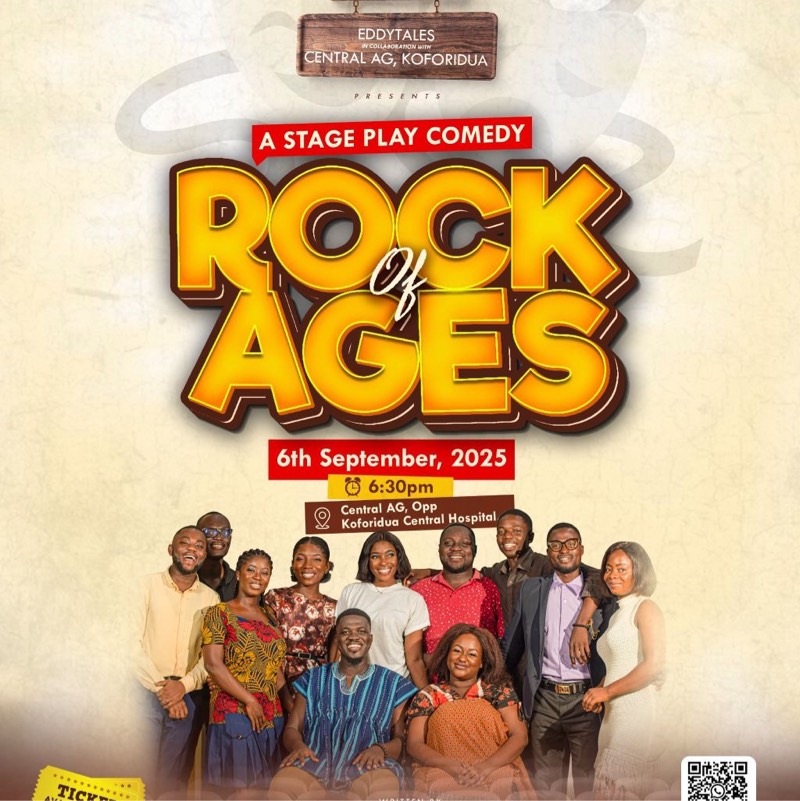 EDDYTALES
IN COLLABORATION WITH
CENTRAL AG, KOFORIDUA
PRESENTS
A STAGE PLAY COMEDY
ROCK
Of
AGES
6th September, 2025
6:30pm
Central AG, Opp
Koforidua Central Hospital